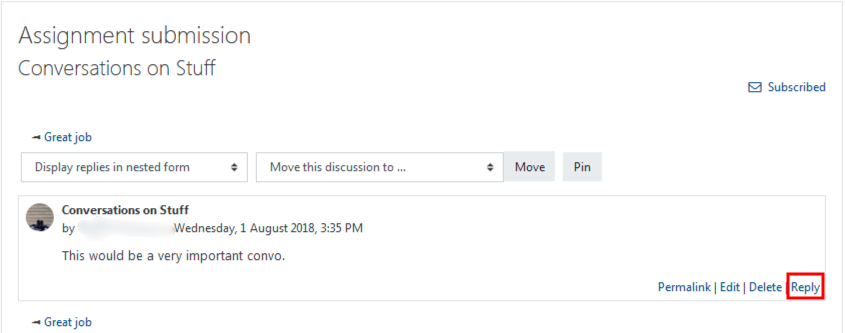 Assignment submission
Conversations on Stuff
Subscribed
Great job
Display replies in nested form Move this discussion to ... Move Pin
Conversations on Stuff
by Wednesday, 1 August 2018, 3:35 PM
This would be a very important convo.
Permalink | Edit | Delete | Reply
Great job